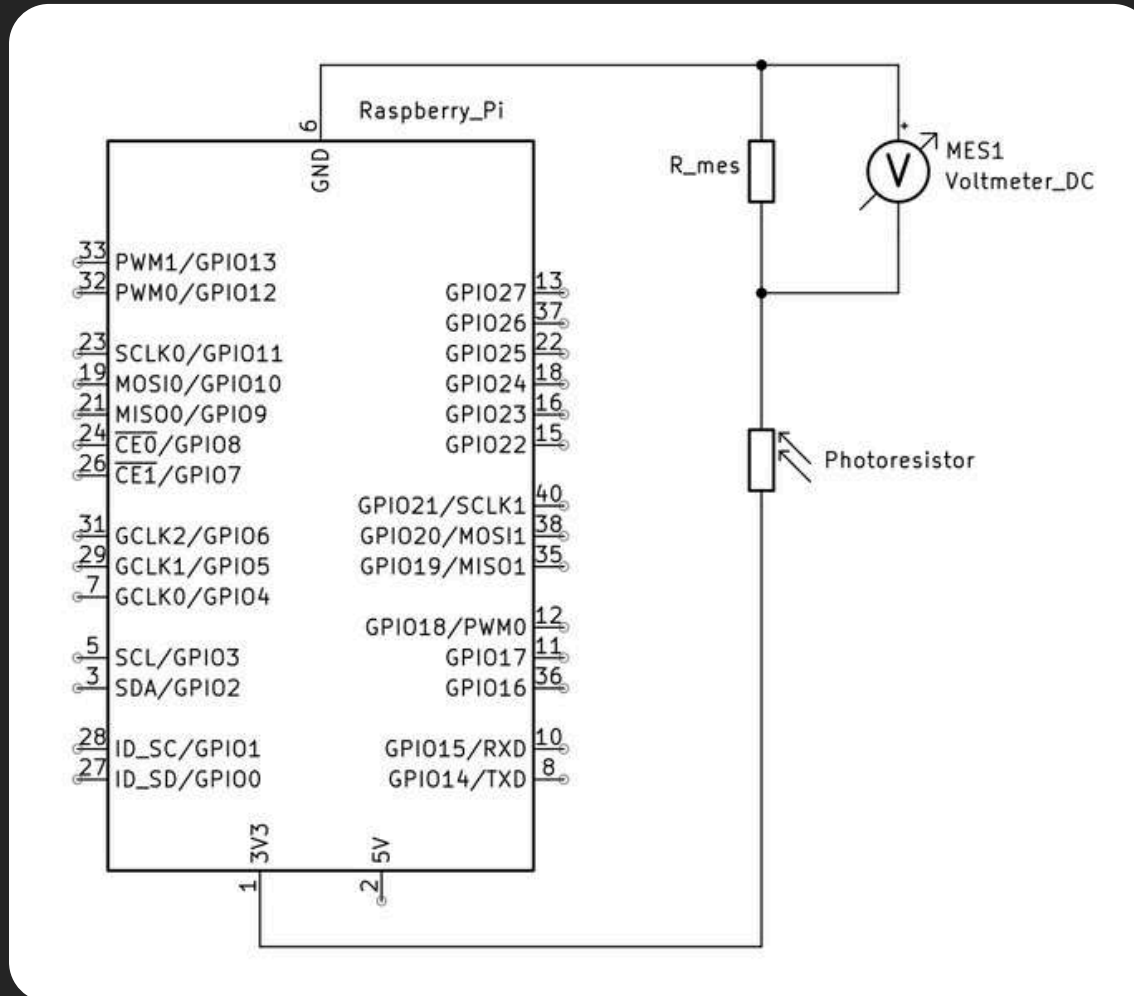 Raspberry_Pi
6
GND
R_mes
+
V
MES1
Voltmeter_DC
33 PWM1/GPIO13
32 PWM0/GPIO12
23 SCLK0/GPIO11
19 MOSI0/GPIO10
21 MISO0/GPIO9
24 CE0/GPIO8
26 CE1/GPIO7
31 GCLK2/GPIO6
29 GCLK1/GPIO5
7 GCLK0/GPIO4
5 SCL/GPIO3
3 SDA/GPIO2
28 ID_SC/GPIO1
27 ID_SD/GPIO0
GPIO27 13
GPIO26 37
GPIO25 22
GPIO24 18
GPIO23 16
GPIO22 15
GPIO21/SCLK1 40
GPIO20/MOSI1 38
GPIO19/MISO1 35
GPIO18/PWM0 12
GPIO17 11
GPIO16 36
GPIO15/RXD 10
GPIO14/TXD 8
Photoresistor
3V3
1
5V
2